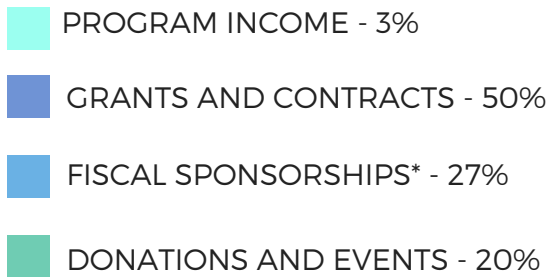 PROGRAM INCOME - 3%
GRANTS AND CONTRACTS - 50%
FISCAL SPONSORSHIPS* - 27%
DONATIONS AND EVENTS - 20%